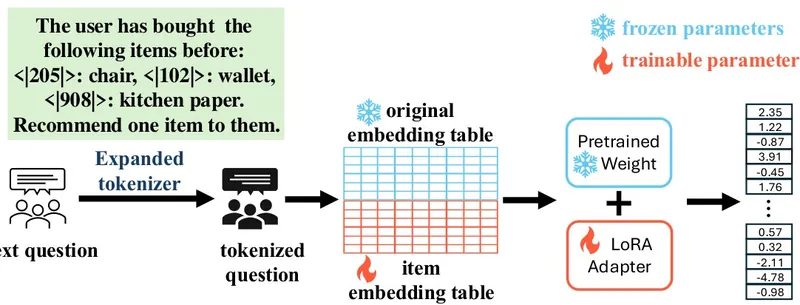 The user has bought the
following items before:
<|205|>: chair, <|102|>: wallet,
<|908|>: kitchen paper.
Recommend one item to them.
frozen parameters
trainable parameter
Expanded
tokenizer
ext question
tokenized
question
original
embedding table
item
embedding table
Pretrained
Weight
+
LoRA
Adapter
2.35
1.22
-0.87
3.91
-0.45
1.76
⋮
0.57
0.32
-2.11
-4.78
-0.98